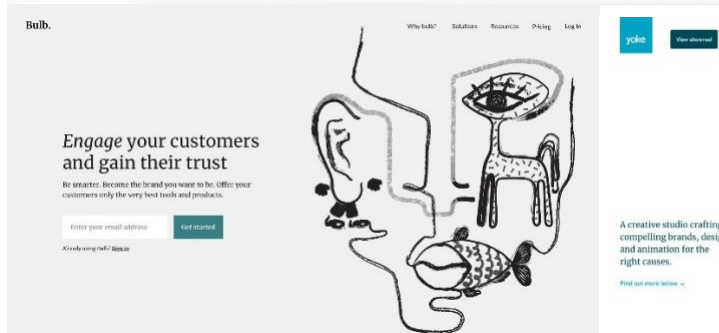 Bulb.
Why bulb?
Solutions
Resources
Pricing
Log In
Engage your customers
and gain their trust
Be smarter. Become the brand you want to be. Offer your
customers only the very best tools and products.
Enter your email address
Get started
Already using Sign in
yoke
View showreel
A creative studio crafting
compelling brands, desig
and animation for the
right causes.
Find out more below